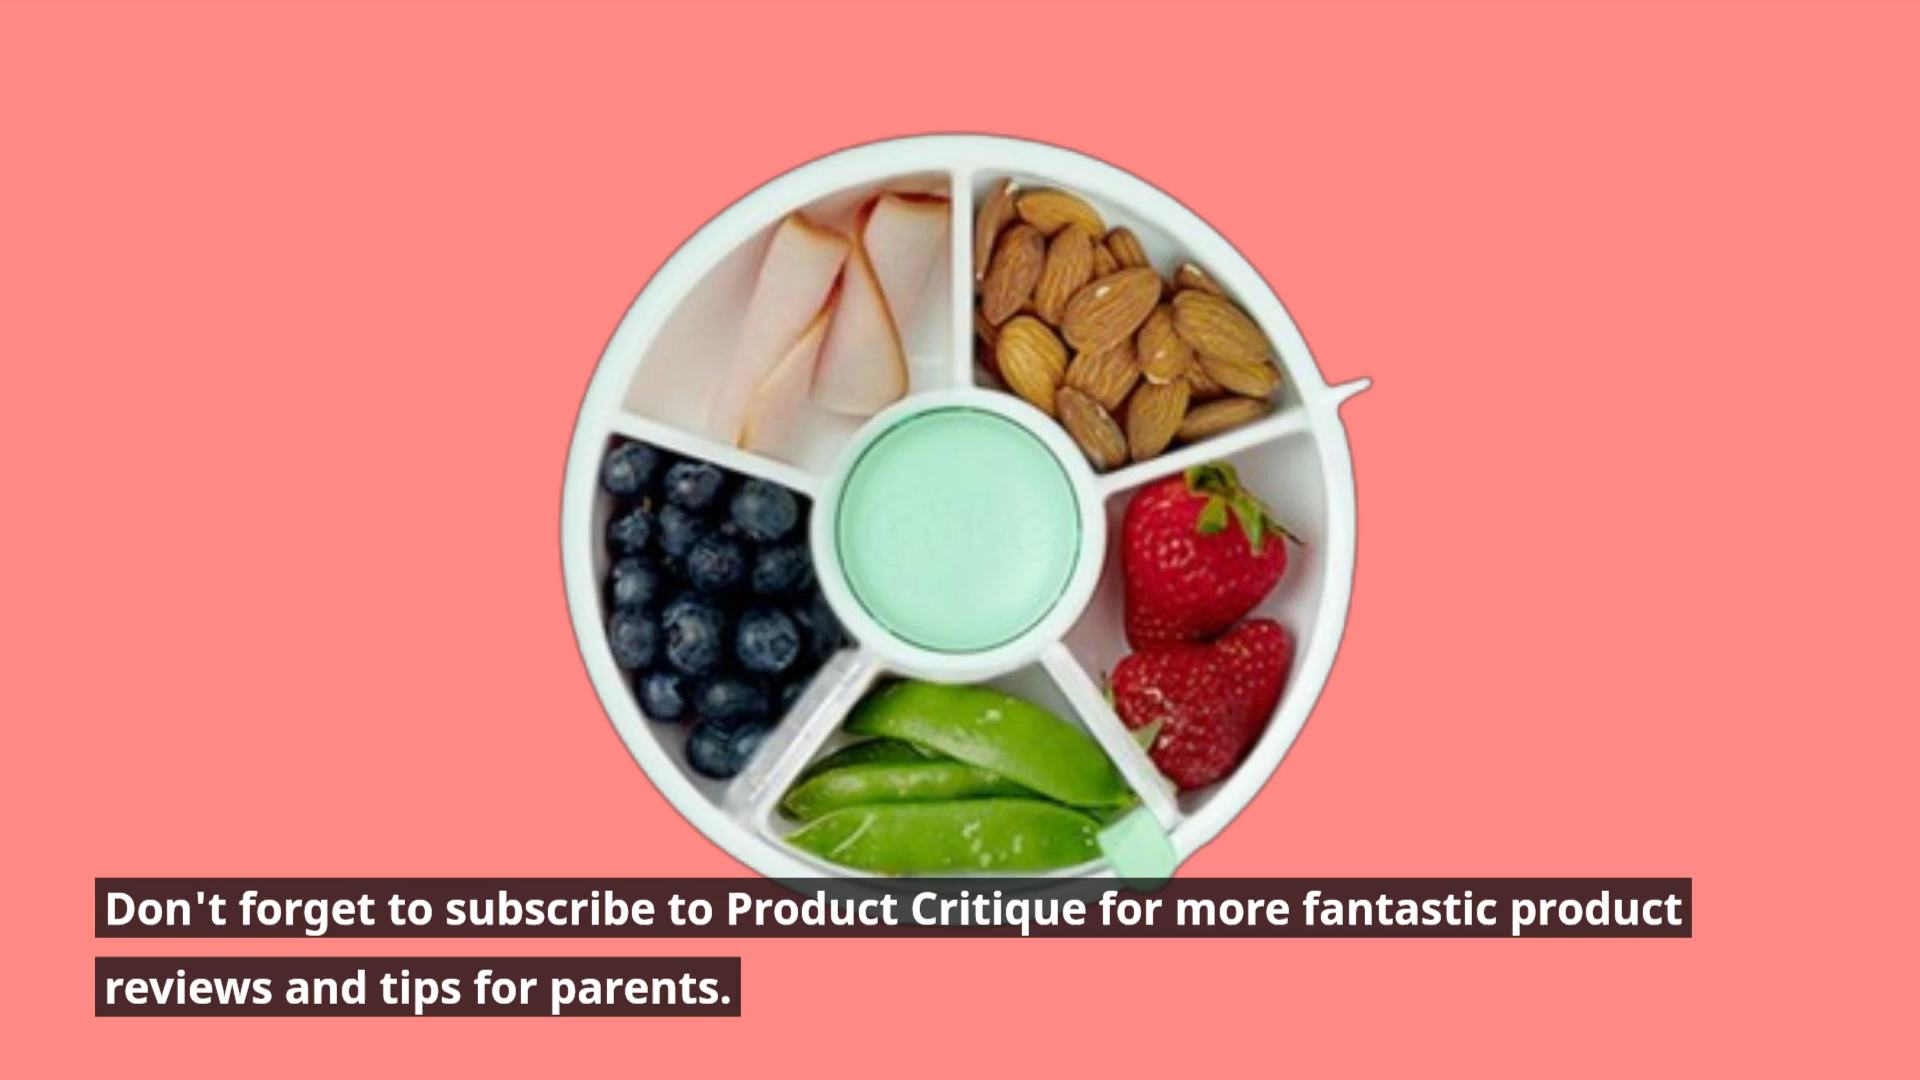 Don't forget to subscribe to Product Critique for more fantastic product
reviews and tips for parents.